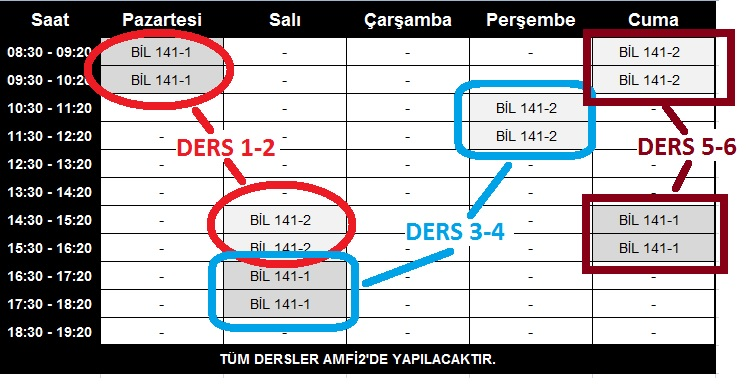 Saat Pazartesi Salı Çarşamba Perşembe Cuma
08:30 - 09:20 BİL 141-1 - - - BİL 141-2
09:30 - 10:20 BİL 141-1 - - - BİL 141-2
10:30 - 11:20 - - - BİL 141-2 -
11:30 - 12:20 - - - BİL 141-2 -
DERS 1-2 DERS 5-6
12:30 - 13:20 - - - - -
13:30 - 14:20 - - - - -
14:30 - 15:20 - BİL 141-2 - - BİL 141-1
DERS 3-4
15:30 - 16:20 - BİL 141-2 - - BİL 141-1
16:30 - 17:20 - BİL 141-1 - - -
17:30 - 18:20 - BİL 141-1 - - -
18:30 - 19:20 - - - - -
TÜM DERSLER AMFİ2'DE YAPILACAKTIR.